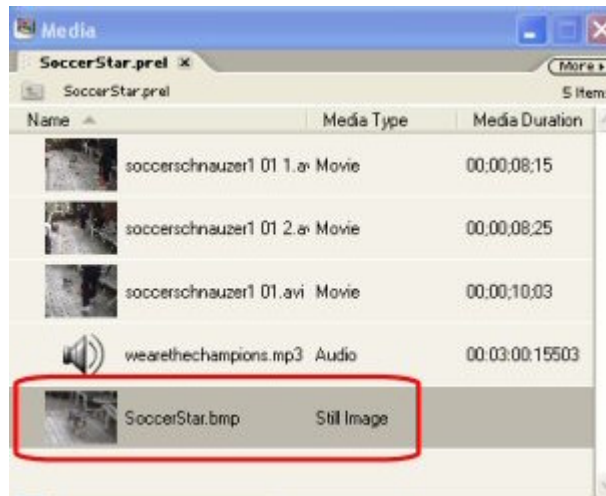 Media
SoccerStar.prel
More
SoccerStar.prel
5 Item
Name Media Type Media Duration
soccerschnauzer1 01 1.a Movie 00;00;08;15
soccerschnauzer1 01 2.a Movie 00;00;08;25
soccerschnauzer1 01.avi Movie 00;00;10;03
wearethechampions.mp3 Audio 00:03:00:15503
SoccerStar.bmp Still Image